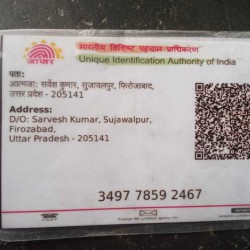 भारतीय विशिष्ट पहचान प्राधिकरण
Unique Identification Authority of India
आधार
पताः
आत्मजाः सर्वेश कुमार, सुजावलपुर, फिरोजाबाद,
उत्तर प्रदेश - 205141
Address:
D/O: Sarvesh Kumar, Sujawalpur,
Firozabad,
Uttar Pradesh - 205141
3497 7859 2467